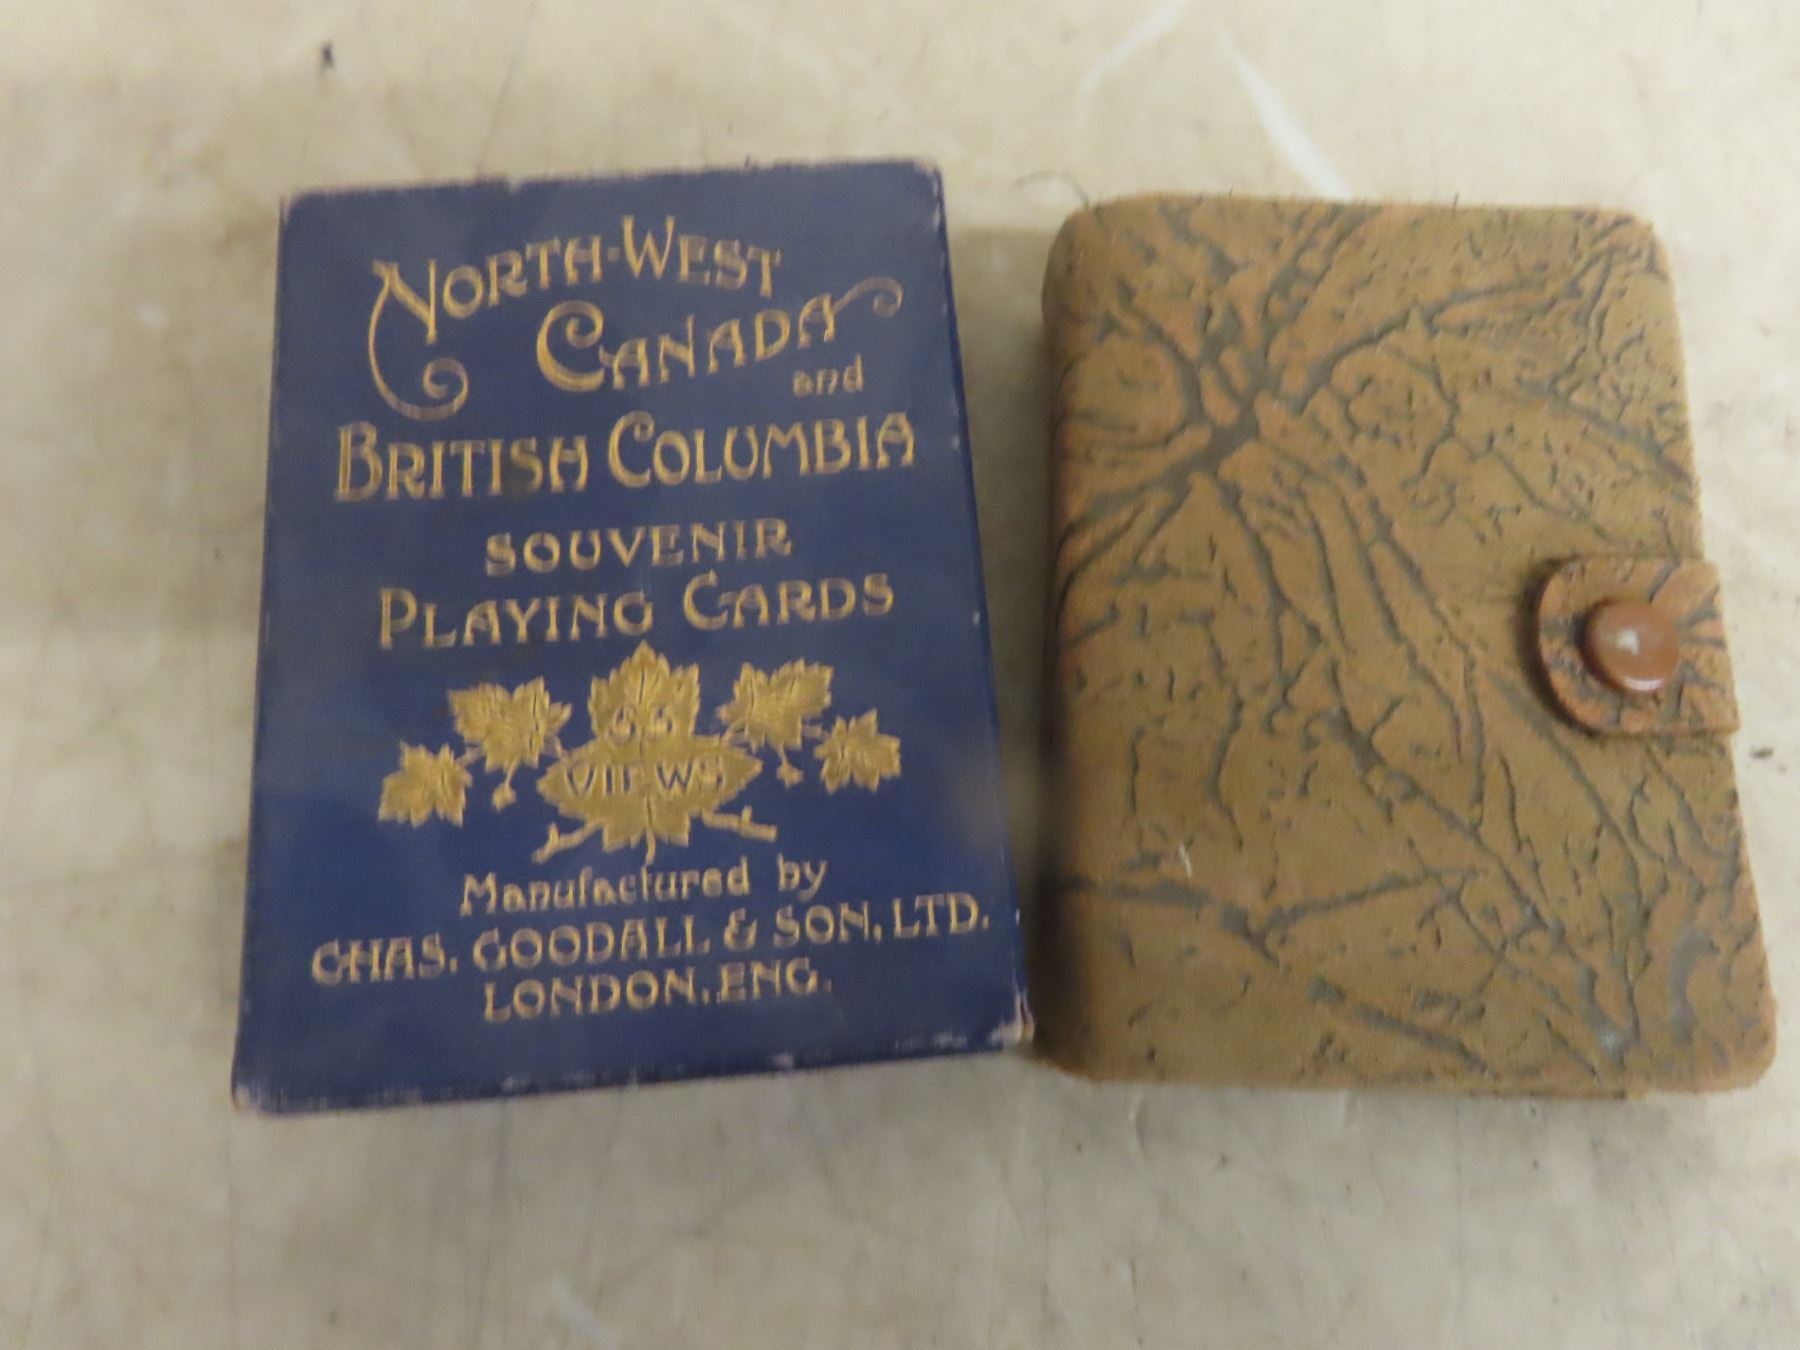 NORTH-WEST
CANADA
and
BRITISH COLUMBIA
SOUVENIR
PLAYING CARDS
VIEWS
Manufactured by
CHAS. GOODALL & SON, LTD.
LONDON, ENG.